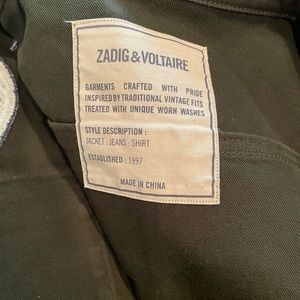 ZADIG & VOLTAIRE
GARMENTS CRAFTED WITH PRIDE
INSPIRED BY TRADITIONAL VINTAGE FITS
TREATED WITH UNIQUE WORN WASHES
STYLE DESCRIPTION :
JACKET : JEANS : SHIRT
ESTABLISHED : 1997
MADE IN CHINA